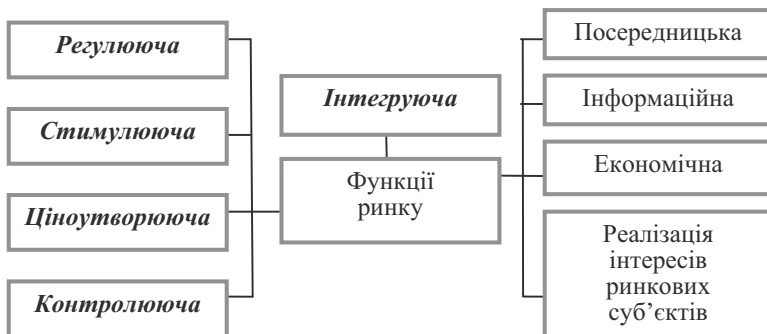 Регулююча
Стимулююча
Ціноутворююча
Контролююча
Інтегруюча
Функції
ринку
Посередницька
Інформаційна
Економічна
Реалізація
інтересів
ринкових
суб’єктів